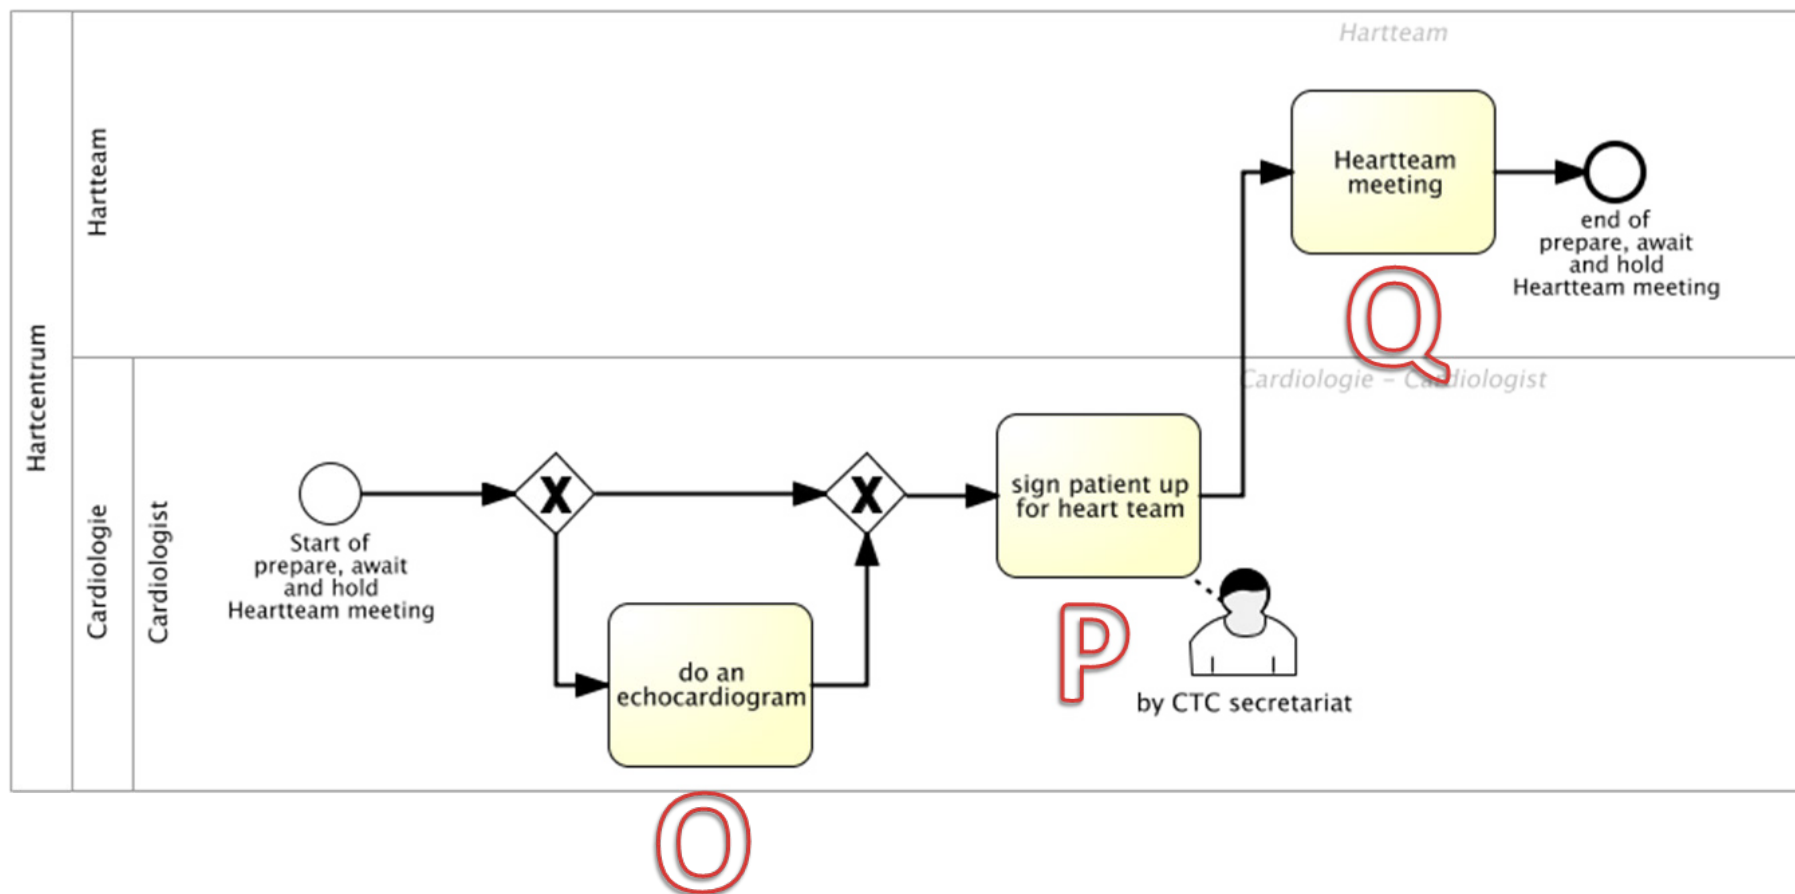 Hartcentrum
Hartteam
Hartteam
Heartteam
meeting
end of
prepare, await
and hold
Heartteam meeting
Q
Cardiologie
Cardiologist
Cardiologie – Cardiologist
Start of
prepare, await
and hold
Heartteam meeting
X
X
do an
echocardiogram
O
sign patient up
for heart team
P
by CTC secretariat